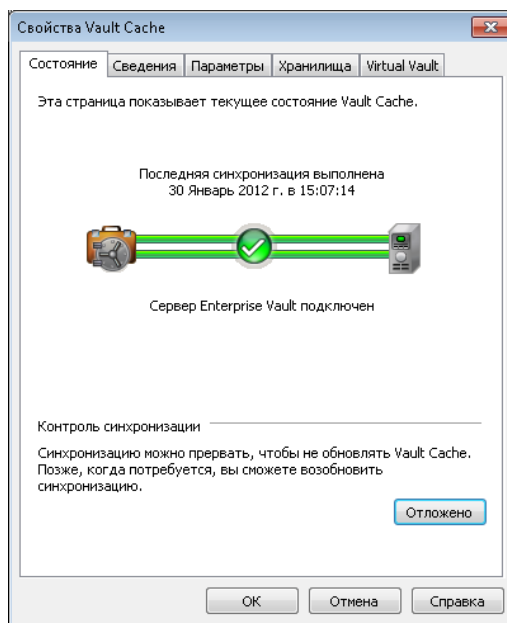 Свойства Vault Cache
Состояние Сведения Параметры Хранилища Virtual Vault
Эта страница показывает текущее состояние Vault Cache.
Последняя синхронизация выполнена
30 Январь 2012 г. в 15:07:14
Сервер Enterprise Vault подключен
Контроль синхронизации
Синхронизацию можно прервать, чтобы не обновлять Vault Cache.
Позже, когда потребуется, вы сможете возобновить
синхронизацию.
Отложено
ОК Отмена Справка